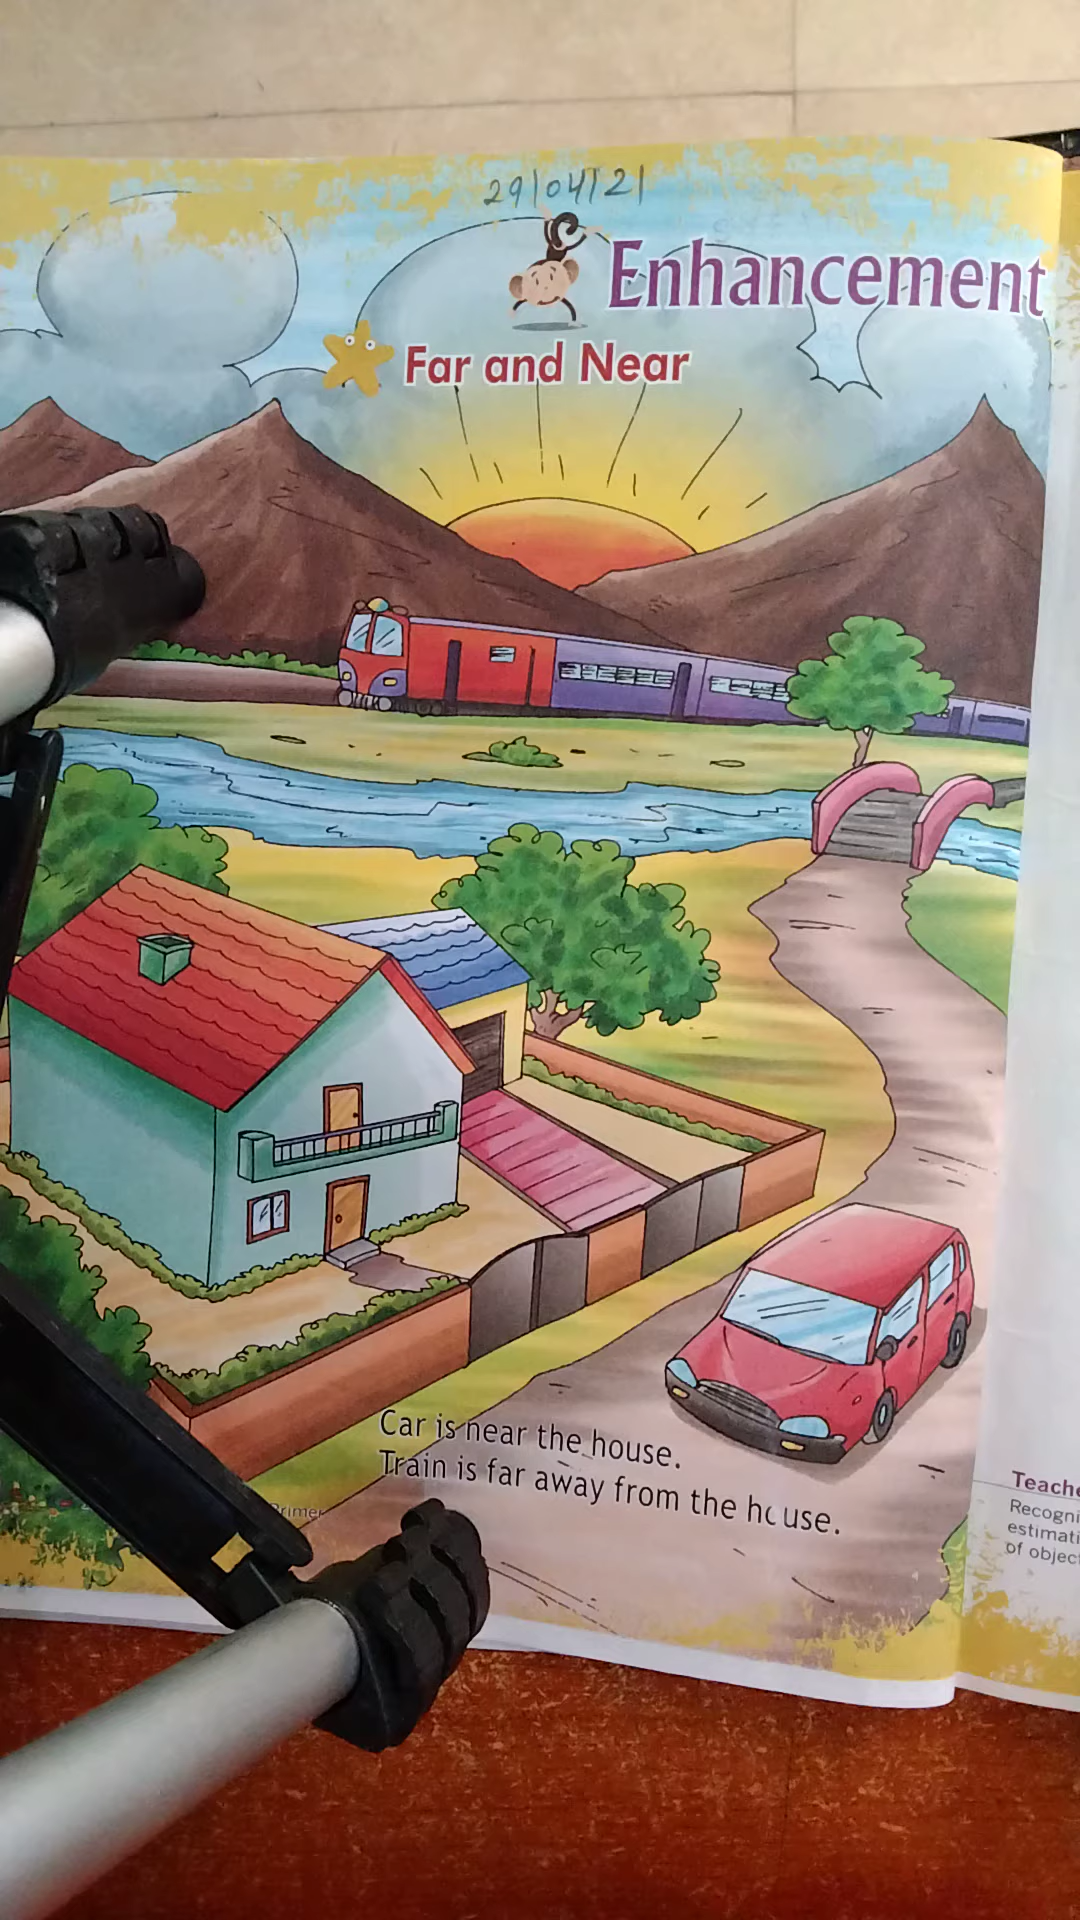 29/04/21
Enhancement
Far and Near
Car is near the house.
Train is far away from the house.
Primer
Teache
Recogni
estimati
of objec